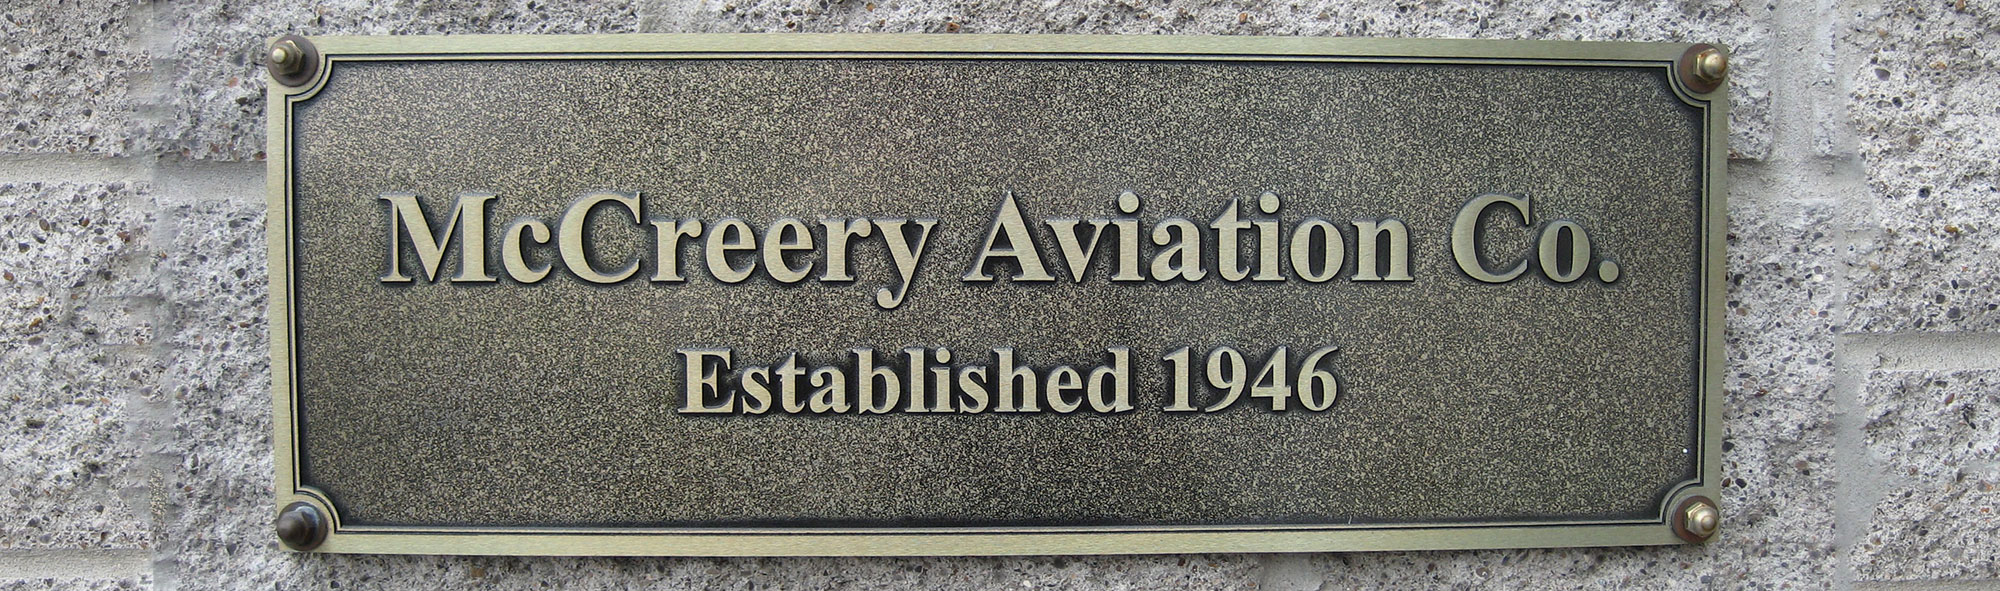 McCreery Aviation Co.
Established 1946